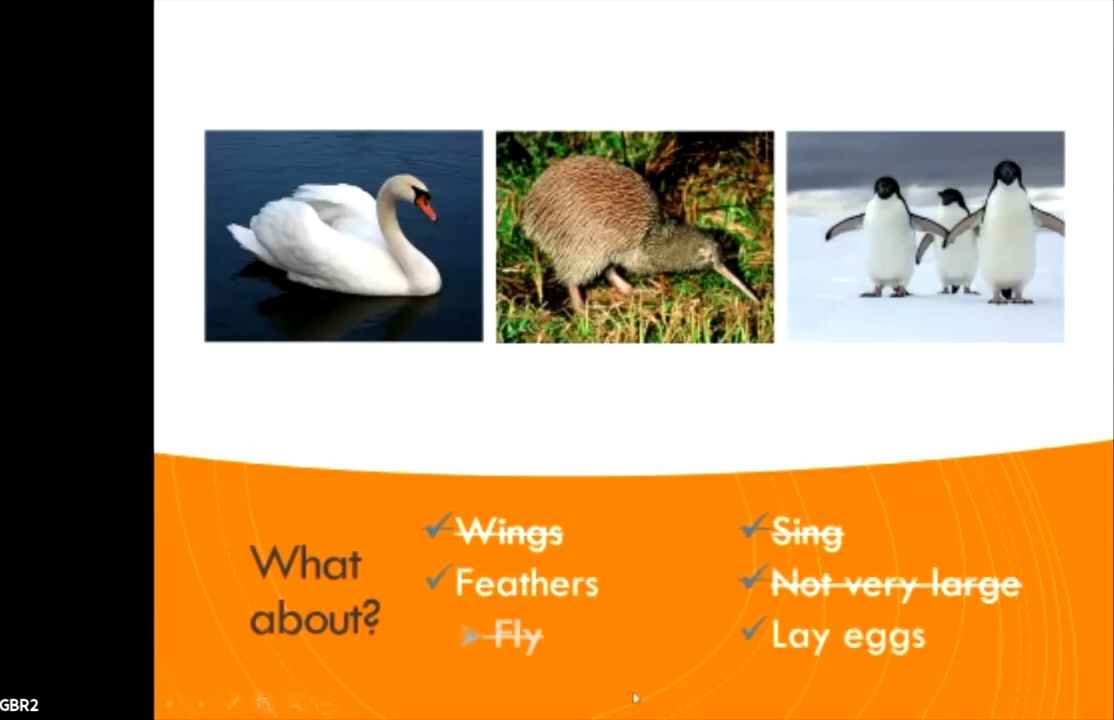 What
about?
Wings
Feathers
Fly
Sing
Not very large
Lay eggs
GBR2